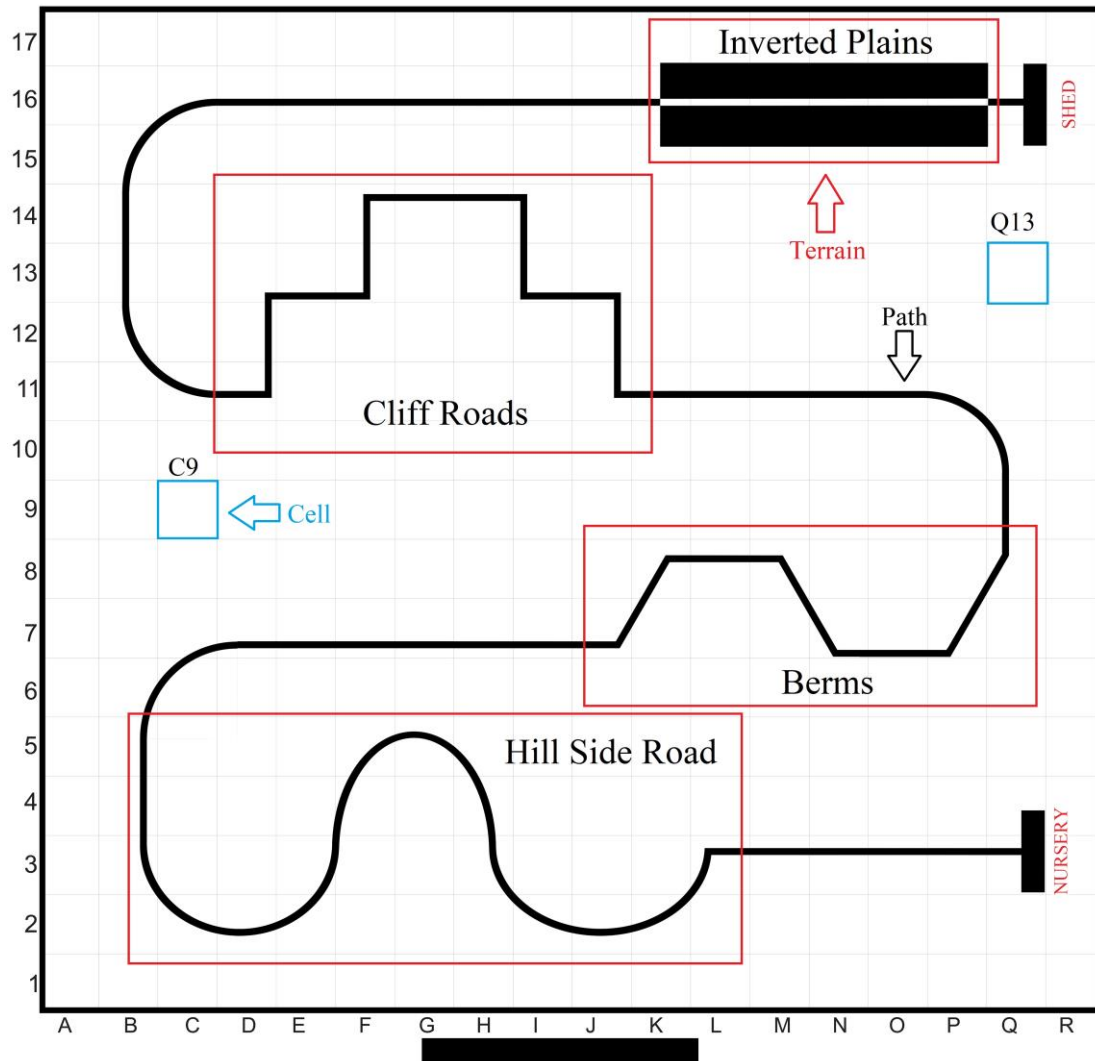 17
Inverted Plains
16
SHED
15
14
Terrain
Q13
13
12
Path
11
Cliff Roads
10
C9
9
Cell
8
7
6
Berms
5
Hill Side Road
4
3
NURSERY
2
1
A B C D E F G H I J K L M N O P Q R